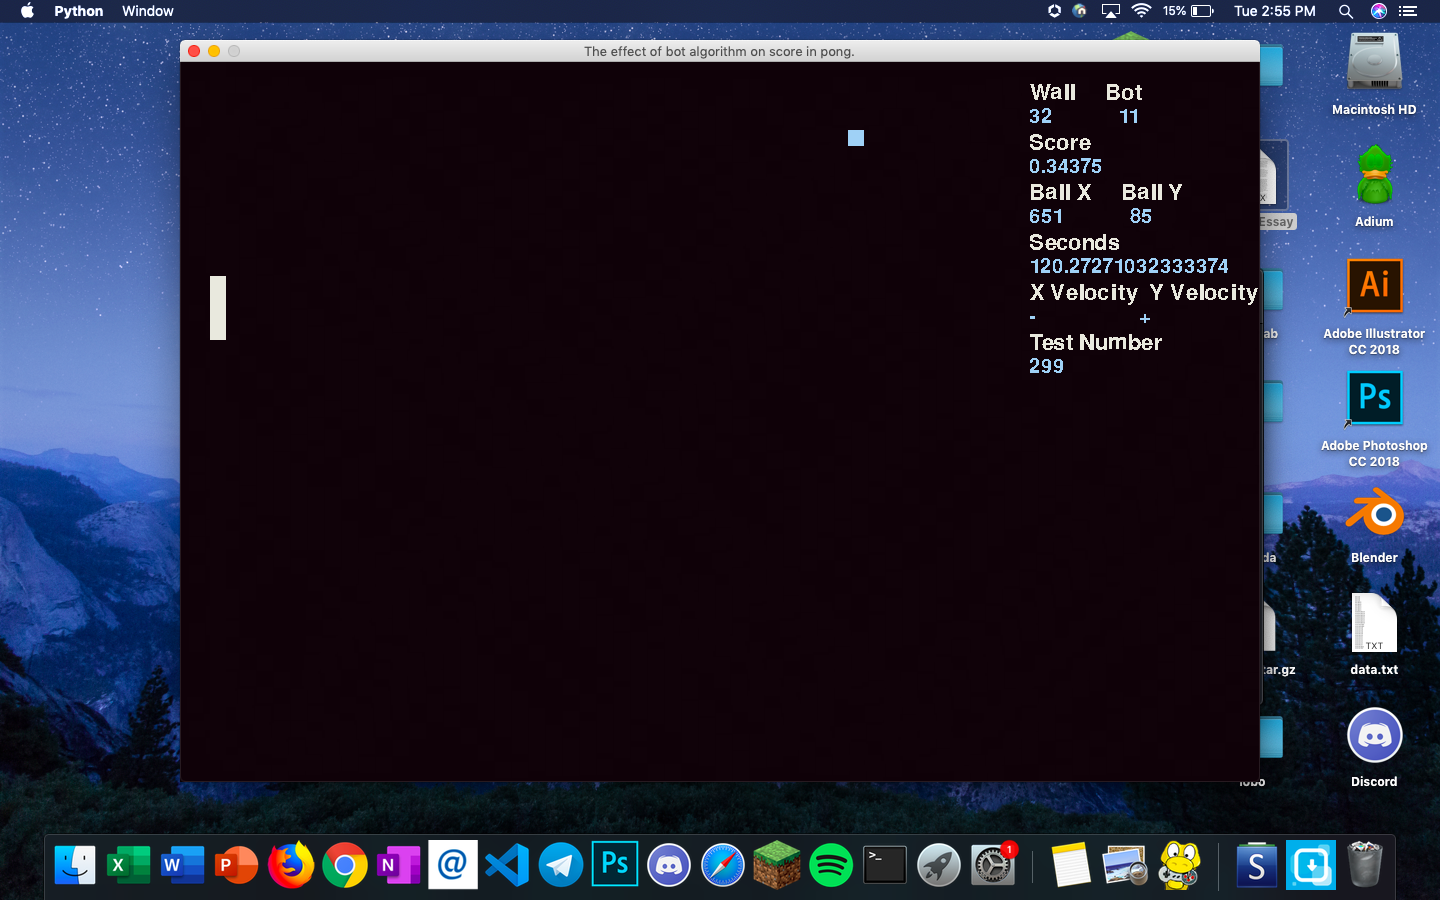 Python Window
15% Tue 2:55 PM
The effect of bot algorithm on score in pong.
Wall Bot
32 11
Score
0.34375
Ball X Ball Y
651 85
Seconds
120.27271032333374
X Velocity Y Velocity
- +
Test Number
299
Macintosh HD
Essay
Adium
Ai
Adobe Illustrator
CC 2018
Ps
Adobe Photoshop
CC 2018
Blender
TXT
data.txt
tar.gz
Discord
X
W
P
N
@
Ps
>_
1
S